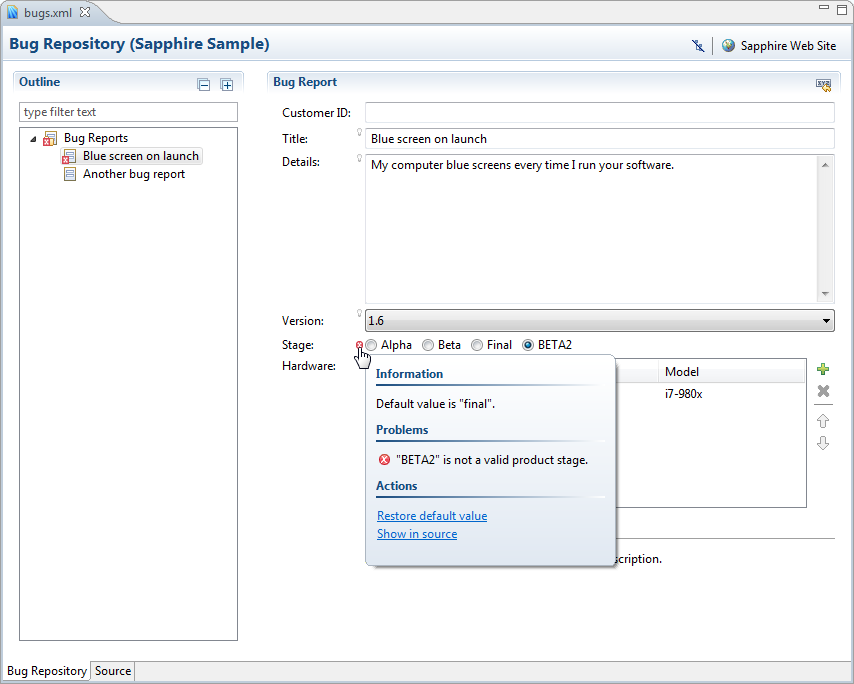 bugs.xml
Bug Repository (Sapphire Sample)
Sapphire Web Site
Outline
type filter text
Bug Reports
Blue screen on launch
Another bug report
Bug Report
Customer ID:
Title: Blue screen on launch
Details: My computer blue screens every time I run your software.
Version: 1.6
Stage: Alpha Beta Final BETA2
Hardware:
Model
i7-980x
Information
Default value is "final".
Problems
"BETA2" is not a valid product stage.
Actions
Restore default value
Show in source
scription.
Bug Repository Source